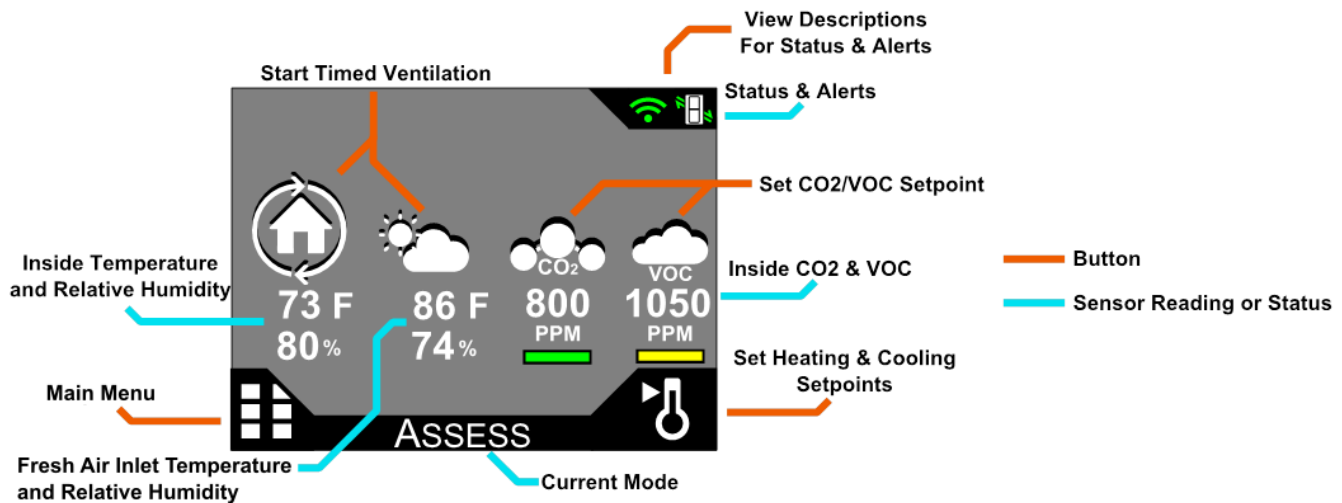 View Descriptions
For Status & Alerts
Start Timed Ventilation
Status & Alerts
Set CO2/VOC Setpoint
Inside Temperature
and Relative Humidity
CO2
VOC
Inside CO2 & VOC
Button
73 F
86 F
800
1050
Sensor Reading or Status
80%
74%
PPM
PPM
Set Heating & Cooling
Setpoints
Main Menu
ASSESS
Fresh Air Inlet Temperature
and Relative Humidity
Current Mode